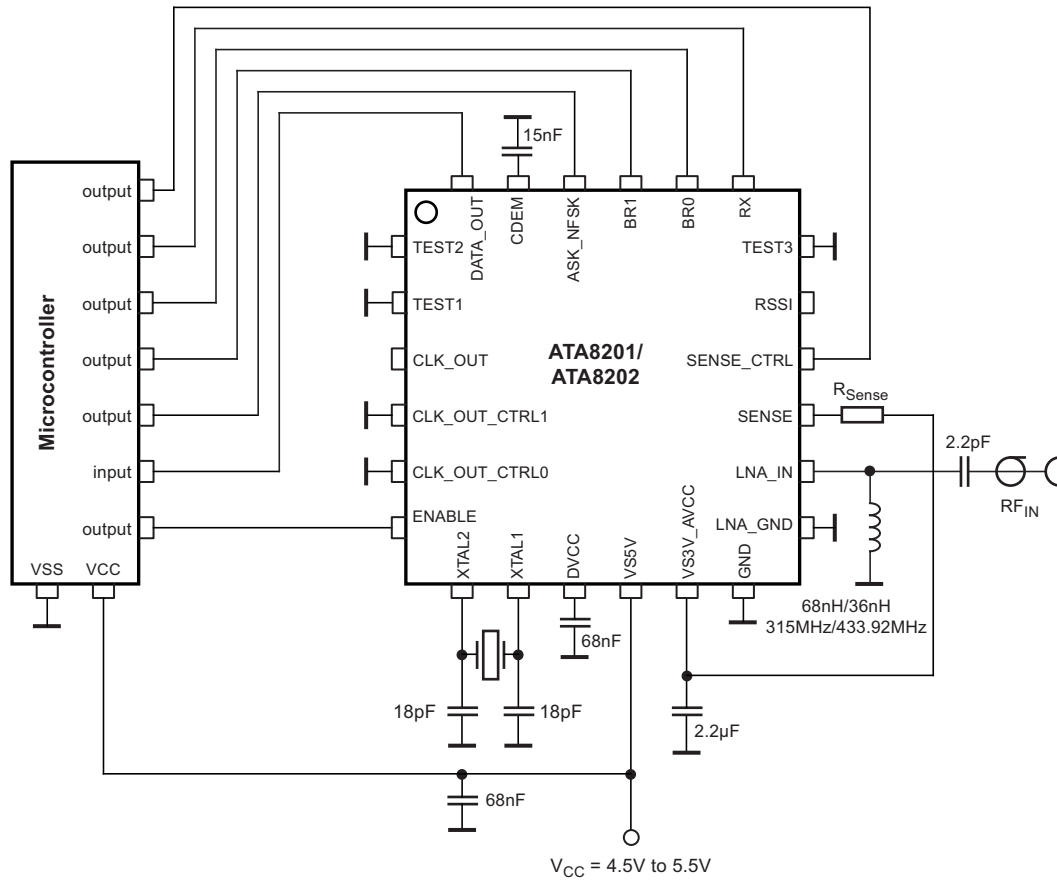 15nF
Microcontroller
output
output
output
output
output
input
output
VSS
VCC
DATA_OUT
CDEM
ASK_NFSK
BR1
BR0
RX
TEST2
TEST1
CLK_OUT
CLK_OUT_CTRL1
CLK_OUT_CTRL0
ENABLE
ATA8201/
ATA8202
TEST3
RSSI
SENSE_CTRL
SENSE
LNA_IN
LNA_GND
XTAL2
XTAL1
DVCC
VS5V
VS3V_AVCC
GND
RSense
2.2pF
RFIN
68nH/36nH
315MHz/433.92MHz
68nF
18pF
18pF
2.2µF
68nF
VCC = 4.5V to 5.5V